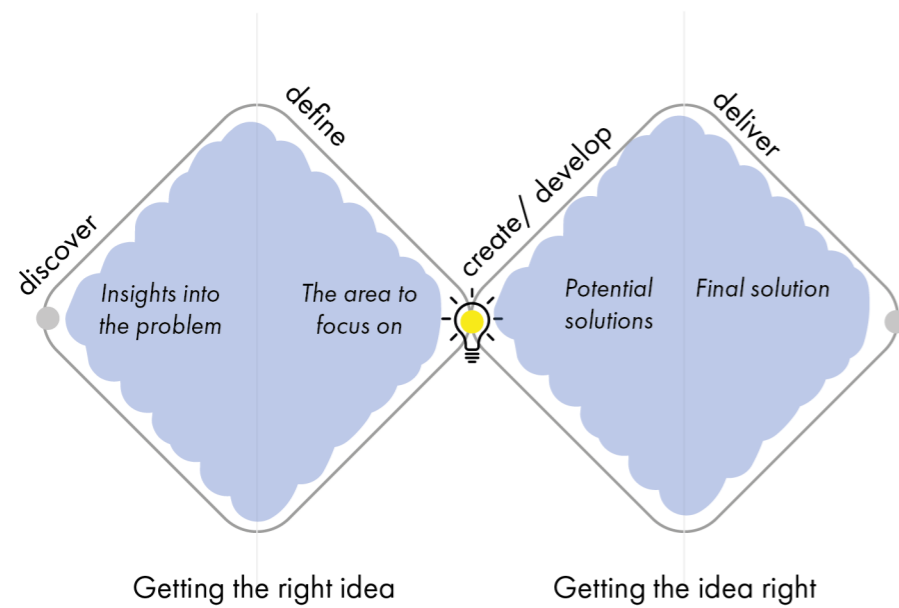 discover
define
create/ develop
deliver
Insights into
the problem
The area to
focus on
Potential
solutions
Final solution
Getting the right idea
Getting the idea right